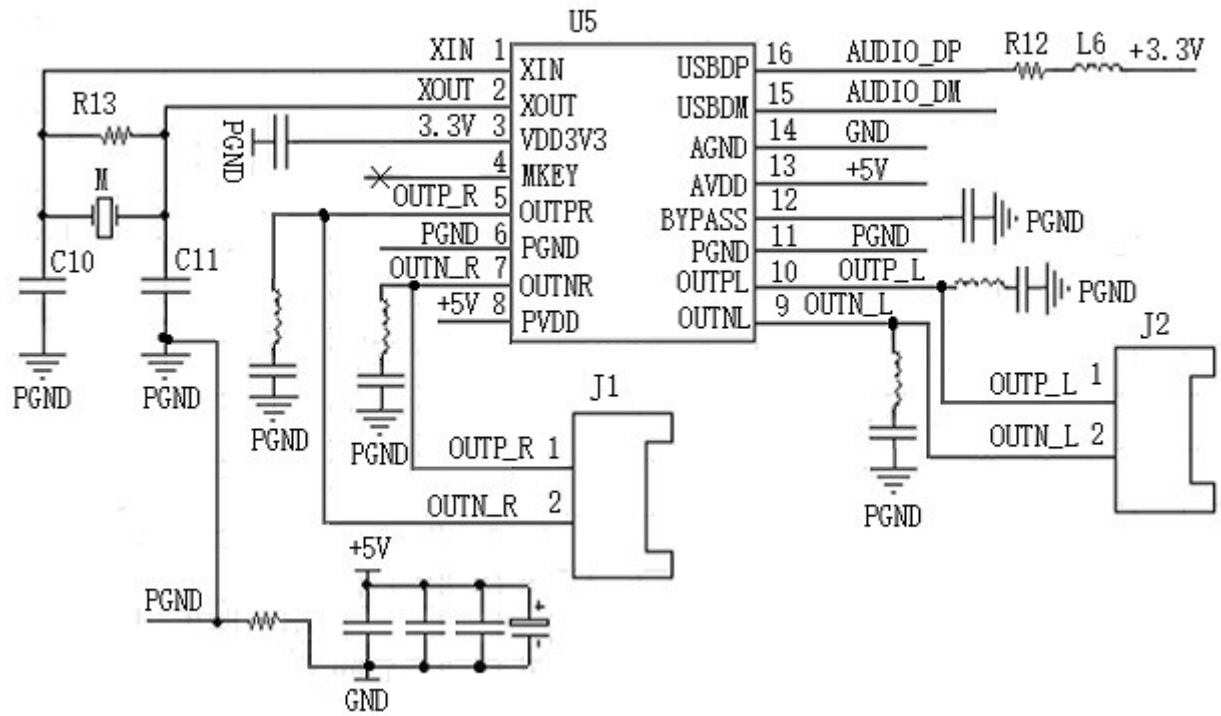 U5
XIN 1 XIN
XOUT 2 XOUT
3.3V 3 VDD3V3
4 MKEY
OUTP_R 5 OUTPR
PGND 6 PGND
OUTN_R 7 OUTNR
+5V 8 PVDD
USBDP 16 AUDIO_DP R12 L6 +3.3V
USBDM 15 AUDIO_DM
AGND 14 GND
AVDD 13 +5V
BYPASS 12 PGND
PGND 11 PGND
OUTPL 10 OUTP_L PGND
OUTNL 9 OUTN_L
R13
PGND
M
C10 C11
PGND PGND
PGND PGND
J1
OUTP_R 1
OUTN_R 2
J2
OUTP_L 1
OUTN_L 2
PGND
+5V
PGND
+
-
GND